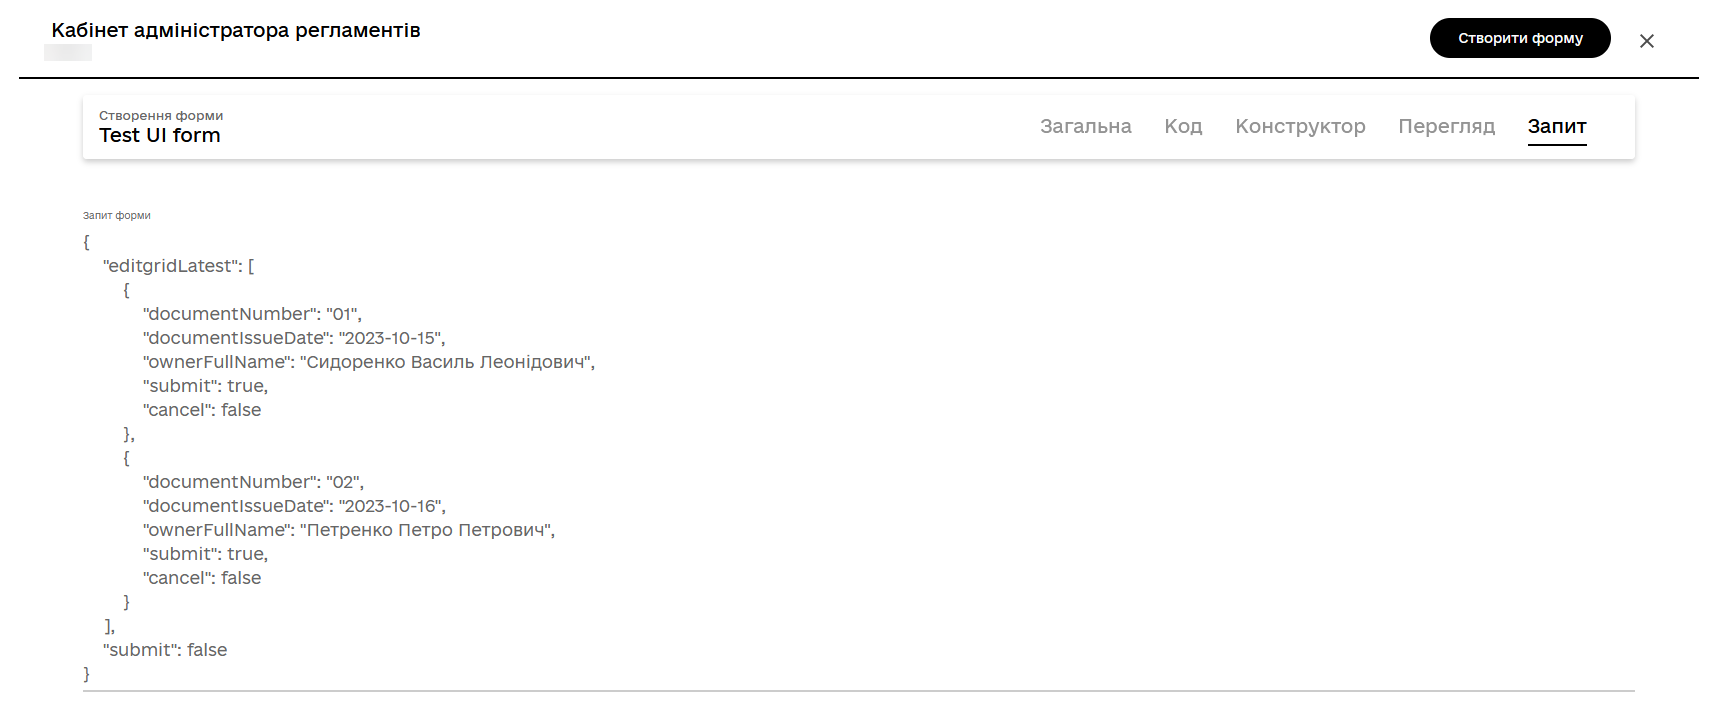 Кабінет адміністратора регламентів
Створити форму
Створення форми
Test UI form
Загальна Код Конструктор Перегляд Запит
Запит форми
{
"editgridLatest": [
{
"documentNumber": "01",
"documentIssueDate": "2023-10-15",
"ownerFullName": "Сидоренко Василь Леонідович",
"submit": true,
"cancel": false
},
{
"documentNumber": "02",
"documentIssueDate": "2023-10-16",
"ownerFullName": "Петренко Петро Петрович",
"submit": true,
"cancel": false
}
],
"submit": false
}